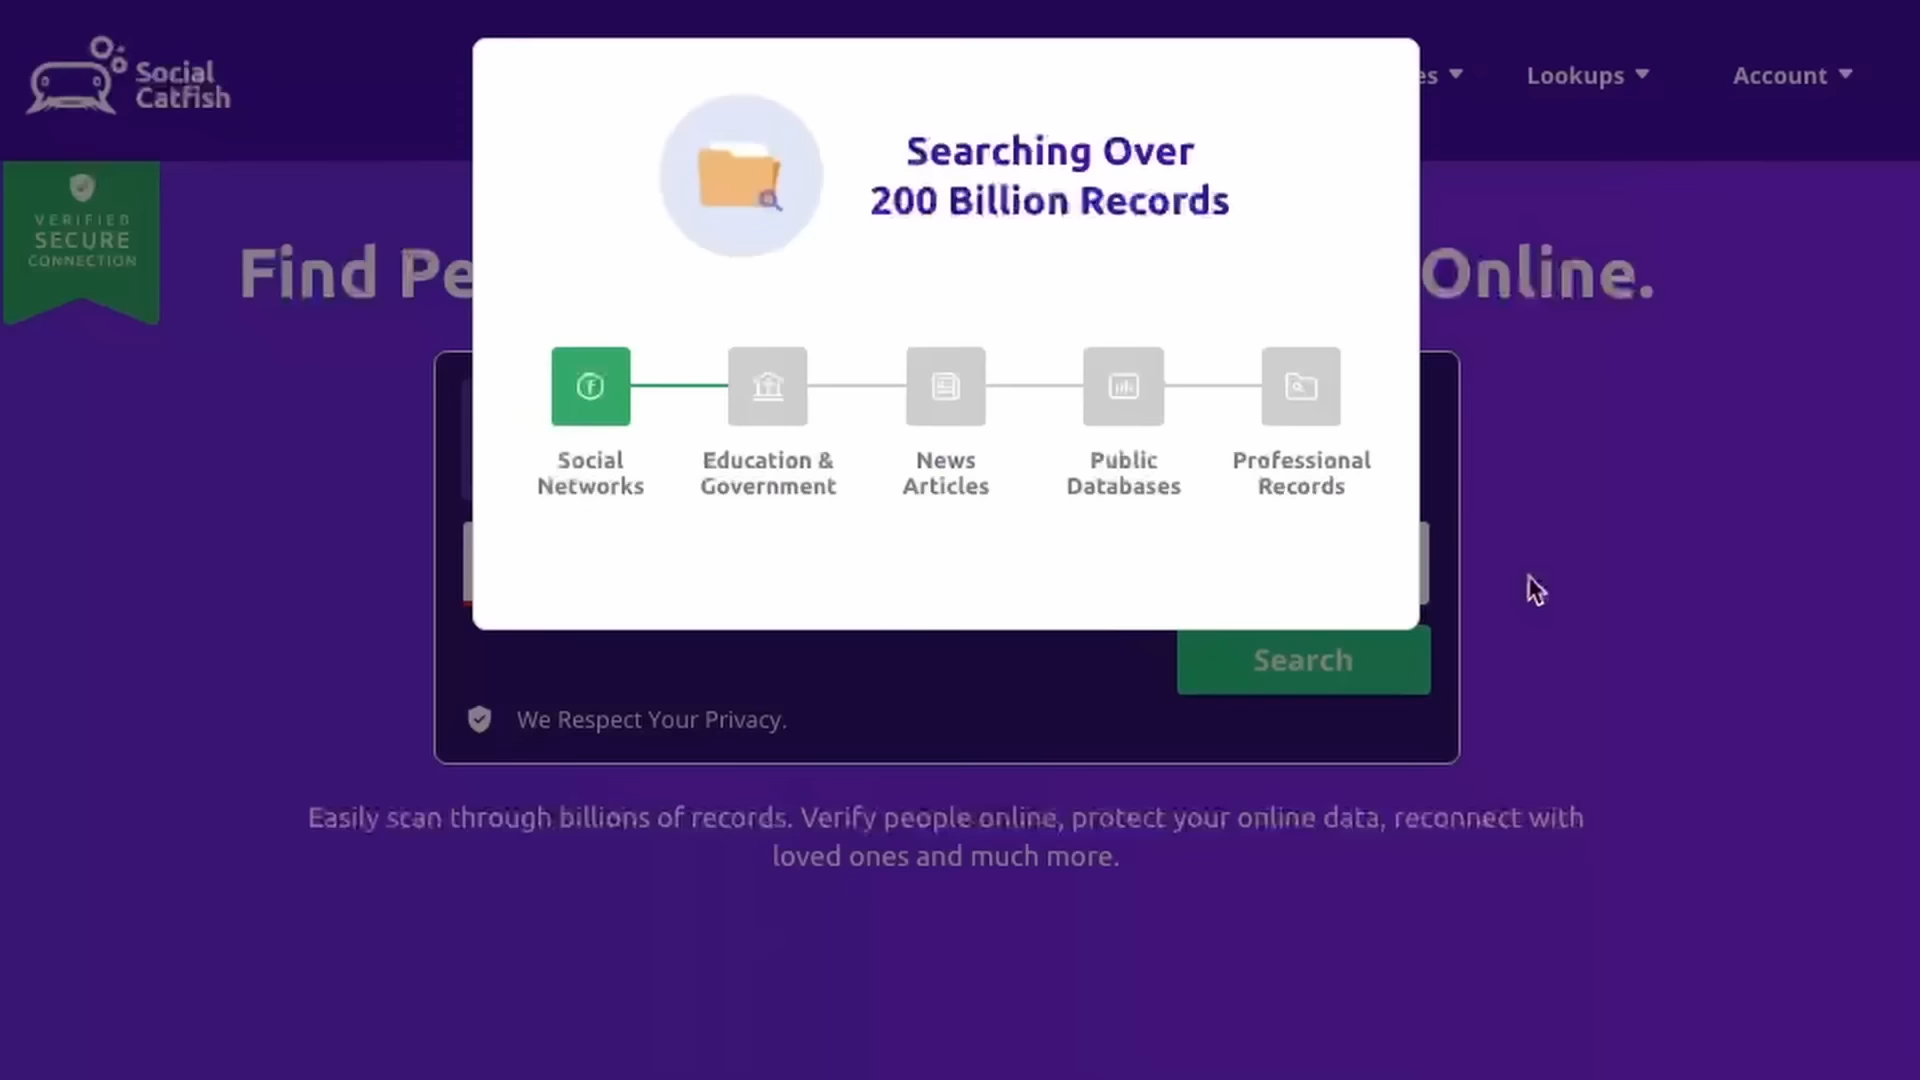 Social
Catfish
es
Lookups
Account
VERIFIED
SECURE
CONNECTION
Searching Over
200 Billion Records
Find Pe
Online.
Social
Networks
Education &
Government
News
Articles
Public
Databases
Professional
Records
Search
We Respect Your Privacy.
Easily scan through billions of records. Verify people online, protect your online data, reconnect with
loved ones and much more.